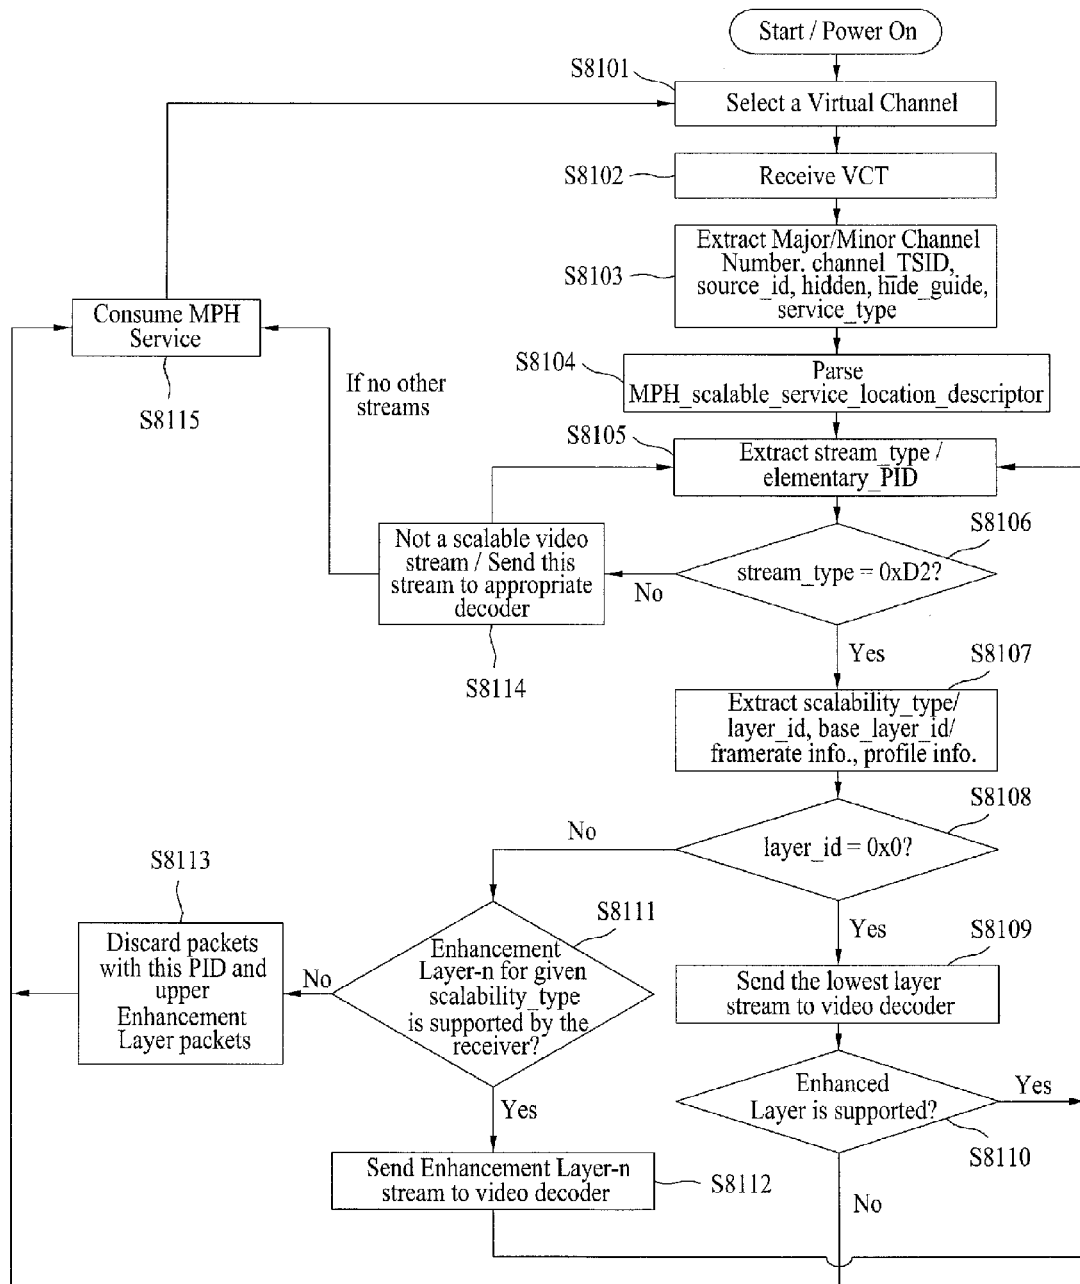 Start / Power On
S8101
Select a Virtual Channel
S8102
Receive VCT
S8103
Extract Major/Minor Channel
Number. channel_TSID,
source_id, hidden, hide_guide,
service_type
Consume MPH
Service
S8115
If no other
streams
S8104
Parse
MPH_scalable_service_location_descriptor
S8105
Extract stream_type /
elementary_PID
S8106
stream_type = 0xD2?
No
Yes
Not a scalable video
stream / Send this
stream to appropriate
decoder
S8114
S8107
Extract scalability_type/
layer_id, base_layer_id/
framerate info., profile info.
S8108
layer_id = 0x0?
No
Yes
S8113
Discard packets
with this PID and
upper
Enhancement
Layer packets
No
S8111
Enhancement
Layer-n for given
scalability_type
is supported by the
receiver?
Yes
S8109
Send the lowest layer
stream to video decoder
Enhanced
Layer is supported?
Yes
S8110
No
Send Enhancement Layer-n
stream to video decoder
S8112